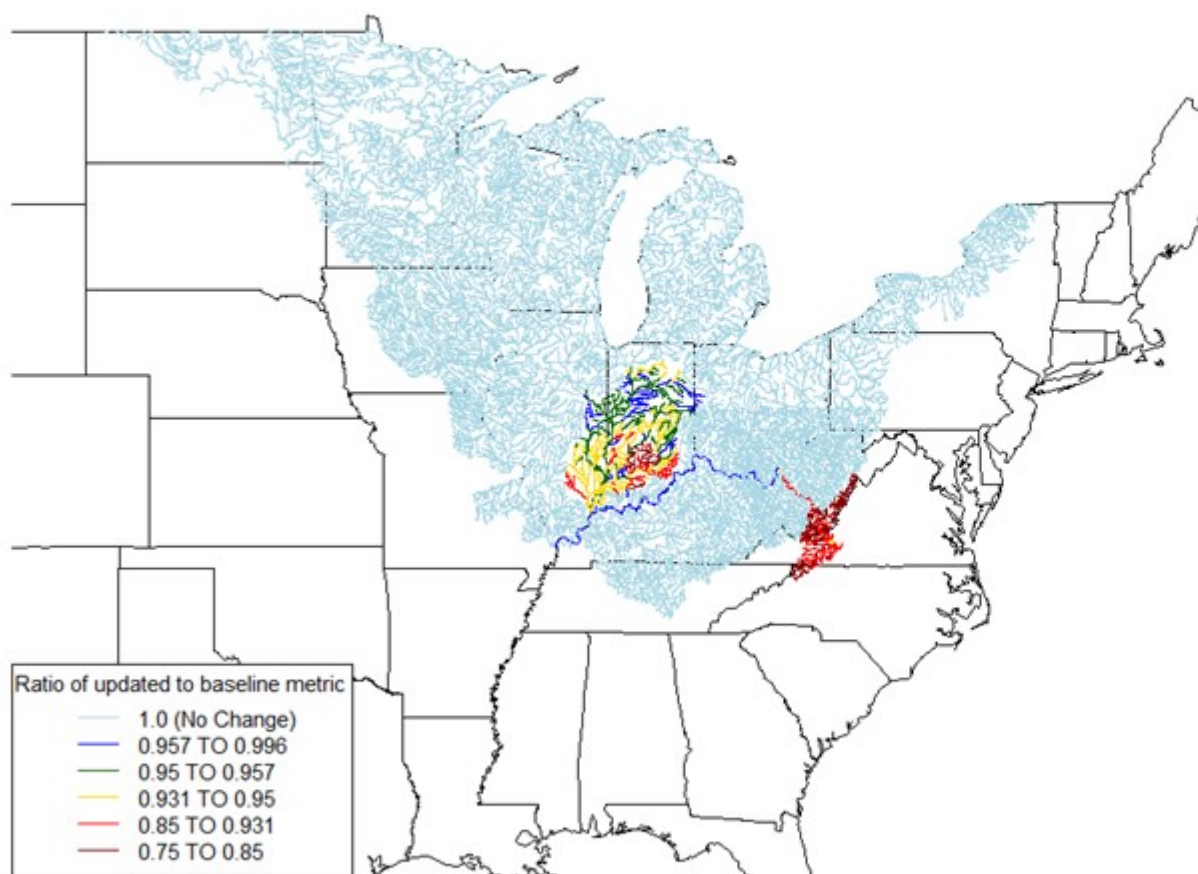 Ratio of updated to baseline metric
1.0 (No Change)
0.957 TO 0.996
0.95 TO 0.957
0.931 TO 0.95
0.85 TO 0.931
0.75 TO 0.85